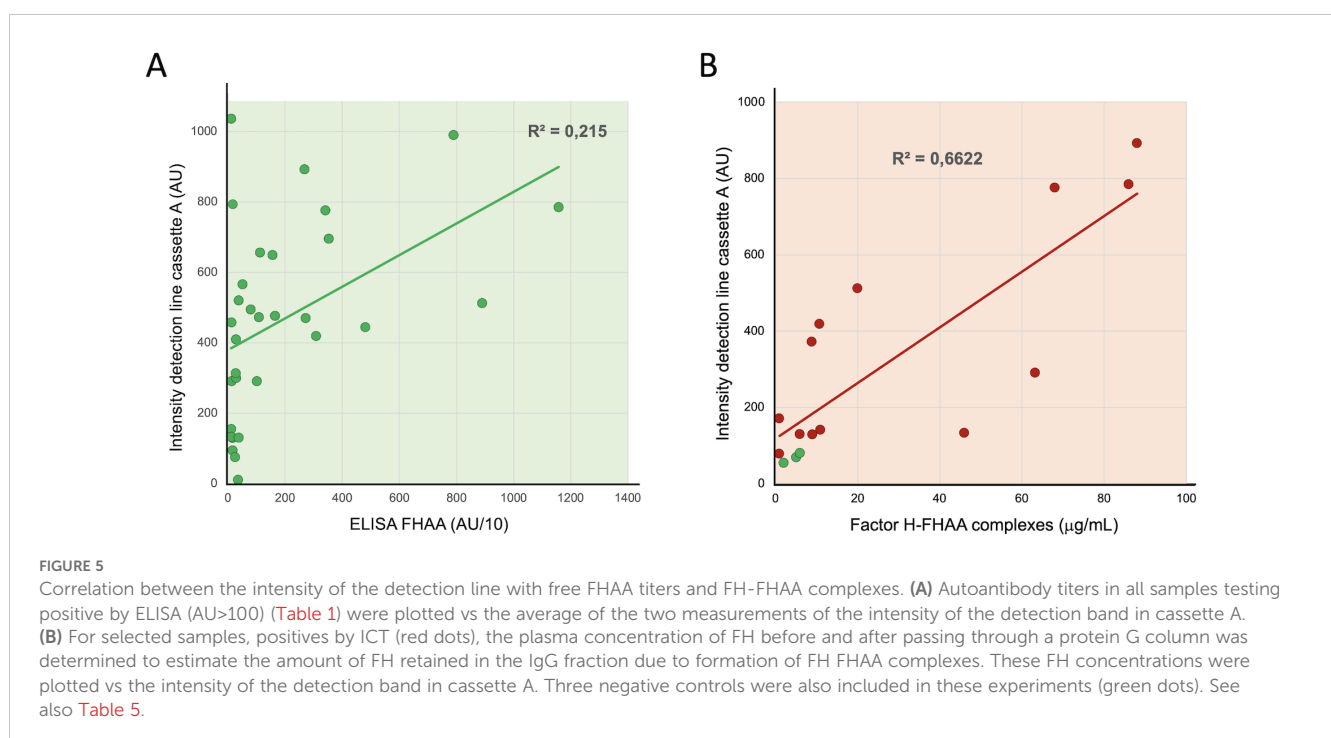 A
B
1000
800
600
400
200
0
Intensity detection line cassette A (AU)
R² = 0,215
0 200 400 600 800 1000 1200 1400
ELISA FHAA (AU/10)
1000
800
600
400
200
0
Intensity detection line cassette A (AU)
R² = 0,6622
0 20 40 60 80 100
Factor H-FHAA complexes (μg/mL)
FIGURE 5
Correlation between the intensity of the detection line with free FHAA titers and FH-FHAA complexes. (A) Autoantibody titers in all samples testing
positive by ELISA (AU>100) (Table 1) were plotted vs the average of the two measurements of the intensity of the detection band in cassette A.
(B) For selected samples, positives by ICT (red dots), the plasma concentration of FH before and after passing through a protein G column was
determined to estimate the amount of FH retained in the IgG fraction due to formation of FH FHAA complexes. These FH concentrations were
plotted vs the intensity of the detection band in cassette A. Three negative controls were also included in these experiments (green dots). See
also Table 5.